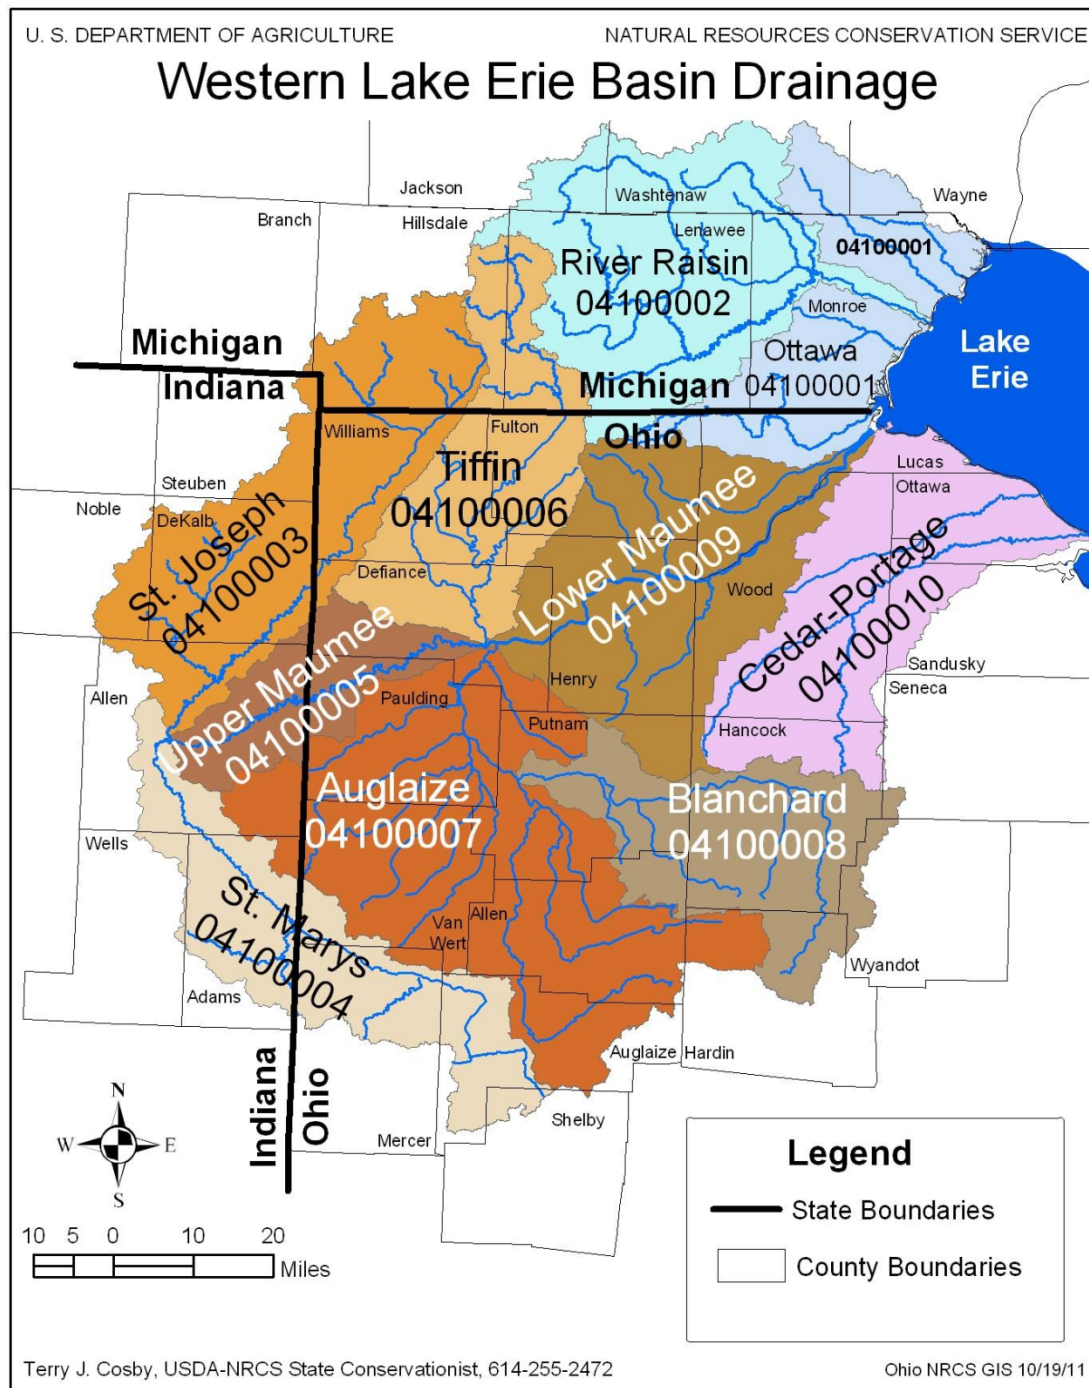 U. S. DEPARTMENT OF AGRICULTURE
NATURAL RESOURCES CONSERVATION SERVICE
Western Lake Erie Basin Drainage
Jackson
Washtenaw
Wayne
Branch
Hillsdale
Lenawee
04100001
River Raisin
04100002
Monroe
Michigan
Indiana
Ottawa
04100001
Lake
Erie
Michigan
Ohio
Williams
Fulton
Tiffin
04100006
Lucas
Ottawa
Steuben
Noble
DeKalb
St. Joseph
04100003
Defiance
Lower Maumee
04100009
Wood
Cedar-Portage
04100010
Sandusky
Seneca
Allen
Upper Maumee
04100005
Paulding
Henry
Putnam
Hancock
Auglaize
04100007
Blanchard
04100008
Wells
St. Marys
04100004
Van
Wert
Allen
Wyandot
Adams
Auglaize
Hardin
Indiana
Ohio
Shelby
Mercer
N
W
E
S
10 5 0 10 20
Miles
Legend
State Boundaries
County Boundaries
Terry J. Cosby, USDA-NRCS State Conservationist, 614-255-2472
Ohio NRCS GIS 10/19/11